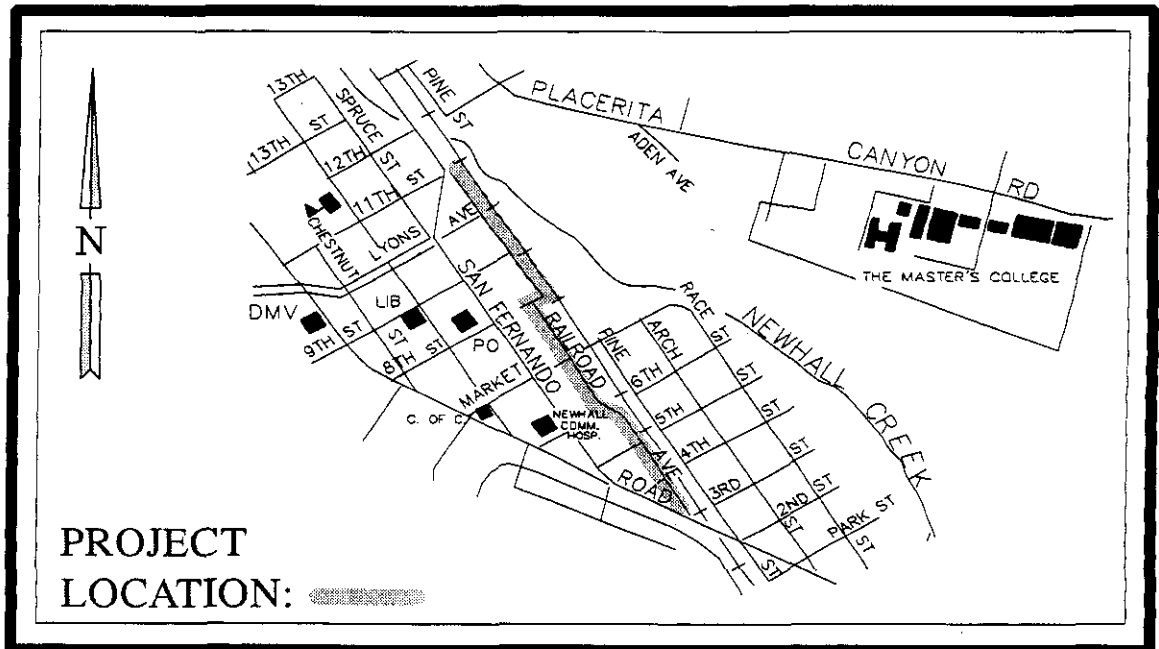 N
13TH
13TH ST
SPRUCE ST
12TH ST
11TH ST
PINE ST
CHESTNUT ST
LYONS AVE
DMV
LIB
9TH ST
8TH ST
PO
MARKET
C. OF C.
NEWHALL
COMM.
HOSP.
SAN FERNANDO ROAD
RAILROAD AVE
PINE ST
ARCH ST
RACE ST
6TH ST
5TH ST
4TH ST
3RD ST
2ND ST
PARK ST
PLACERITA CANYON RD
ADEN AVE
THE MASTER'S COLLEGE
NEWHALL CREEK
PROJECT
LOCATION: